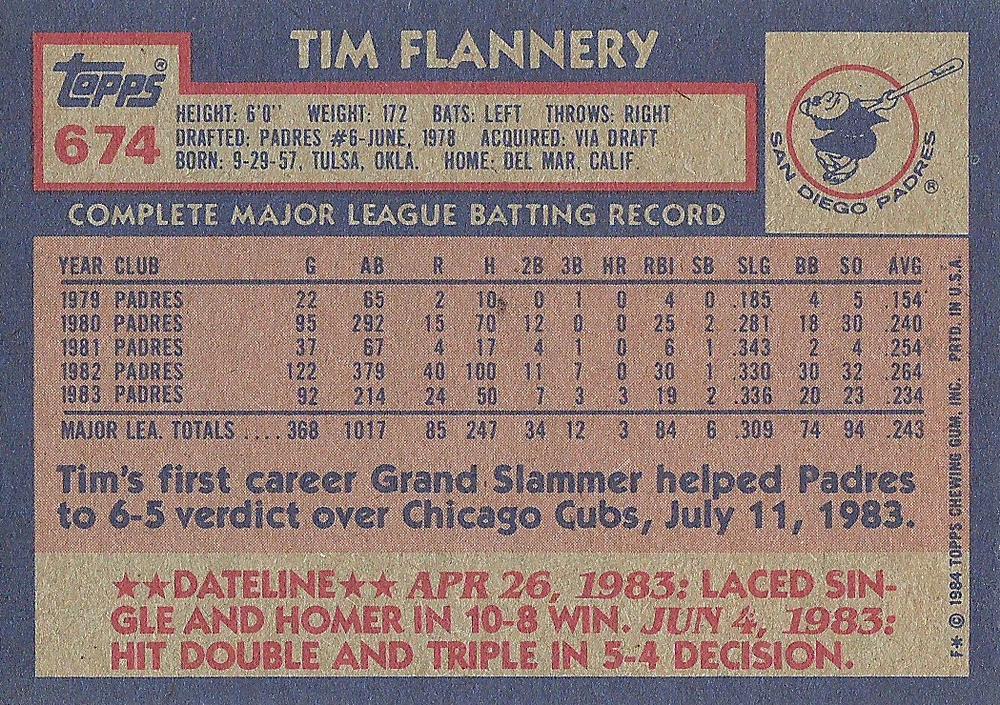 TIM FLANNERY
topps®
674
HEIGHT: 6'0" WEIGHT: 172 BATS: LEFT THROWS: RIGHT
DRAFTED: PADRES #6-JUNE, 1978 ACQUIRED: VIA DRAFT
BORN: 9-29-57, TULSA, OKLA. HOME: DEL MAR, CALIF.
SAN DIEGO PADRES®
COMPLETE MAJOR LEAGUE BATTING RECORD
YEAR CLUB G AB R H 2B 3B HR RBI SB SLG BB SO AVG
1979 PADRES 22 65 2 10 0 1 0 4 0 .185 4 5 .154
1980 PADRES 95 292 15 70 12 0 0 25 2 .281 18 30 .240
1981 PADRES 37 67 4 17 4 1 0 6 1 .343 2 4 .254
1982 PADRES 122 379 40 100 11 7 0 30 1 .330 30 32 .264
1983 PADRES 92 214 24 50 7 3 3 19 2 .336 20 23 .234
MAJOR LEA. TOTALS .... 368 1017 85 247 34 12 3 84 6 .309 74 94 .243
Tim's first career Grand Slammer helped Padres
to 6-5 verdict over Chicago Cubs, July 11, 1983.
★★DATELINE★★ APR 26, 1983: LACED SIN-
GLE AND HOMER IN 10-8 WIN. JUN 4, 1983:
HIT DOUBLE AND TRIPLE IN 5-4 DECISION.
F* © 1984 TOPPS CHEWING GUM, INC. PRTD. IN U.S.A.